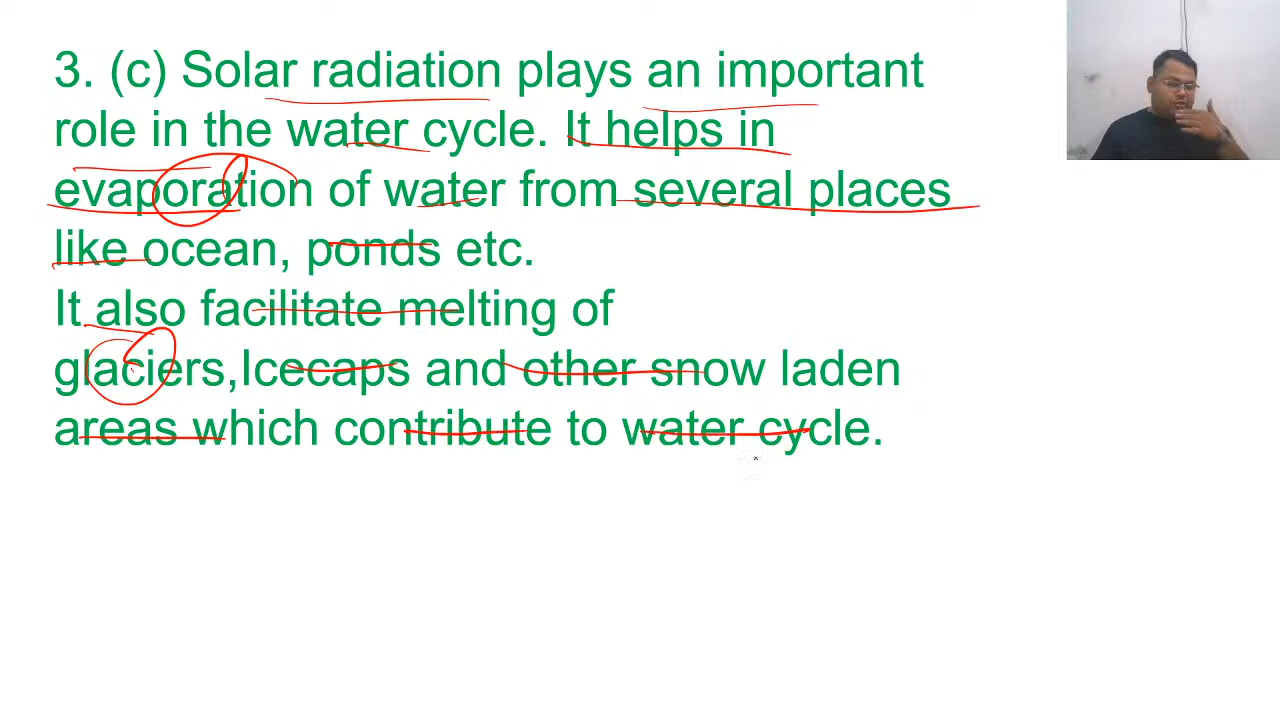 3. (c) Solar radiation plays an important
role in the water cycle. It helps in
evaporation of water from several places
like ocean, ponds etc.
It also facilitate melting of
glaciers,Icecaps and other snow laden
areas which contribute to water cycle.